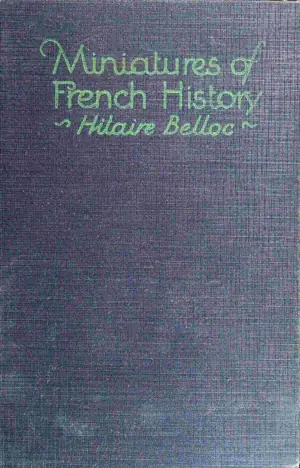 Miniatures of
French History
~ Hilaire Belloc ~